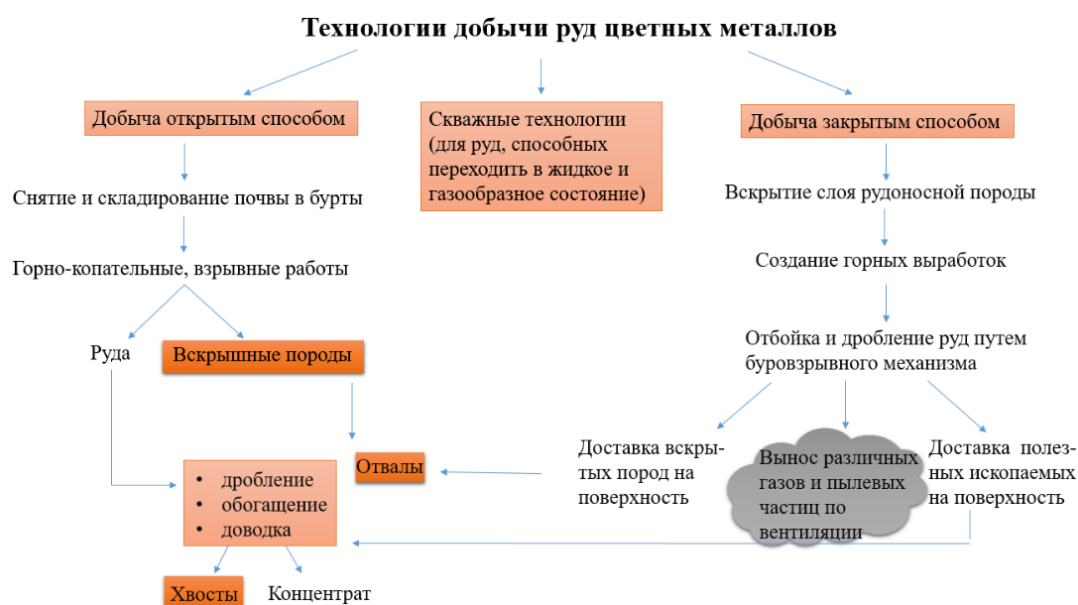 Технологии добычи руд цветных металлов
Добыча открытым способом
Скважные технологии
(для руд, способных
переходить в жидкое и
газообразное состояние)
Добыча закрытым способом
Снятие и складирование почвы в бурты
Вскрытие слоя рудоносной породы
Горно-копательные, взрывные работы
Создание горных выработок
Руда
Вскрышные породы
Отбойка и дробление руд путем
буровзрывного механизма
Отвалы
Доставка вскры-
тых пород на
поверхность
Вынос различных
газов и пылевых
частиц по
вентиляции
Доставка полез-
ных ископаемых
на поверхность
• дробление
• обогащение
• доводка
Хвосты
Концентрат